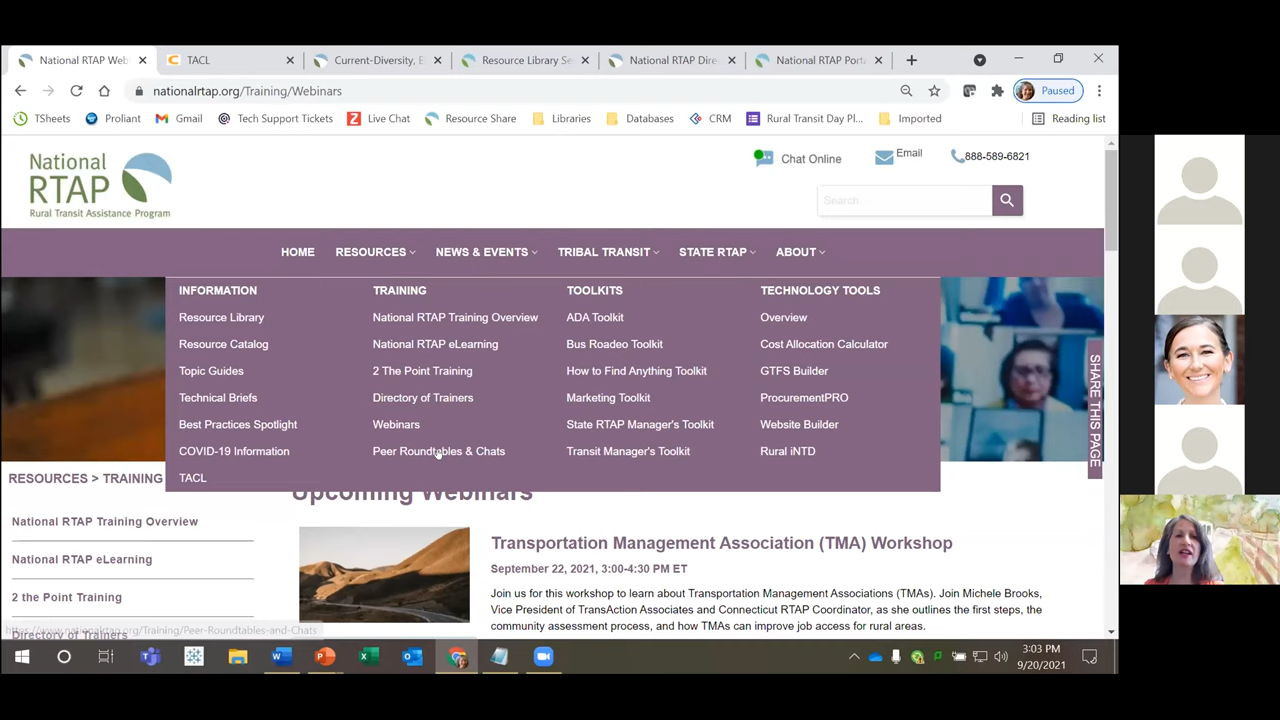 National RTAP Web
TACL
Current-Diversity, E
Resource Library Se
National RTAP Dire
National RTAP Port
nationalrtap.org/Training/Webinars
Paused
TSheets
Proliant
Gmail
Tech Support Tickets
Live Chat
Resource Share
Libraries
Databases
CRM
Rural Transit Day Pl...
Imported
Reading list
National
RTAP
Rural Transit Assistance Program
Chat Online
Email
888-589-6821
Search...
HOME
RESOURCES
NEWS & EVENTS
TRIBAL TRANSIT
STATE RTAP
ABOUT
INFORMATION
Resource Library
Resource Catalog
Topic Guides
Technical Briefs
Best Practices Spotlight
COVID-19 Information
TACL
TRAINING
National RTAP Training Overview
National RTAP eLearning
2 The Point Training
Directory of Trainers
Webinars
Peer Roundtables & Chats
TOOLKITS
ADA Toolkit
Bus Roadeo Toolkit
How to Find Anything Toolkit
Marketing Toolkit
State RTAP Manager's Toolkit
Transit Manager's Toolkit
TECHNOLOGY TOOLS
Overview
Cost Allocation Calculator
GTFS Builder
ProcurementPRO
Website Builder
Rural iNTD
SHARE THIS PAGE
RESOURCES > TRAINING
National RTAP Training Overview
National RTAP eLearning
2 the Point Training
Directory of Trainers
https://www.nationalrtap.org/Training/Peer-Roundtables-and-Chats
Upcoming Webinars
Transportation Management Association (TMA) Workshop
September 22, 2021, 3:00-4:30 PM ET
Join us for this workshop to learn about Transportation Management Associations (TMAs). Join Michele Brooks,
Vice President of TransAction Associates and Connecticut RTAP Coordinator, as she outlines the first steps, the
community assessment process, and how TMAs can improve job access for rural areas.
3:03 PM
9/20/2021